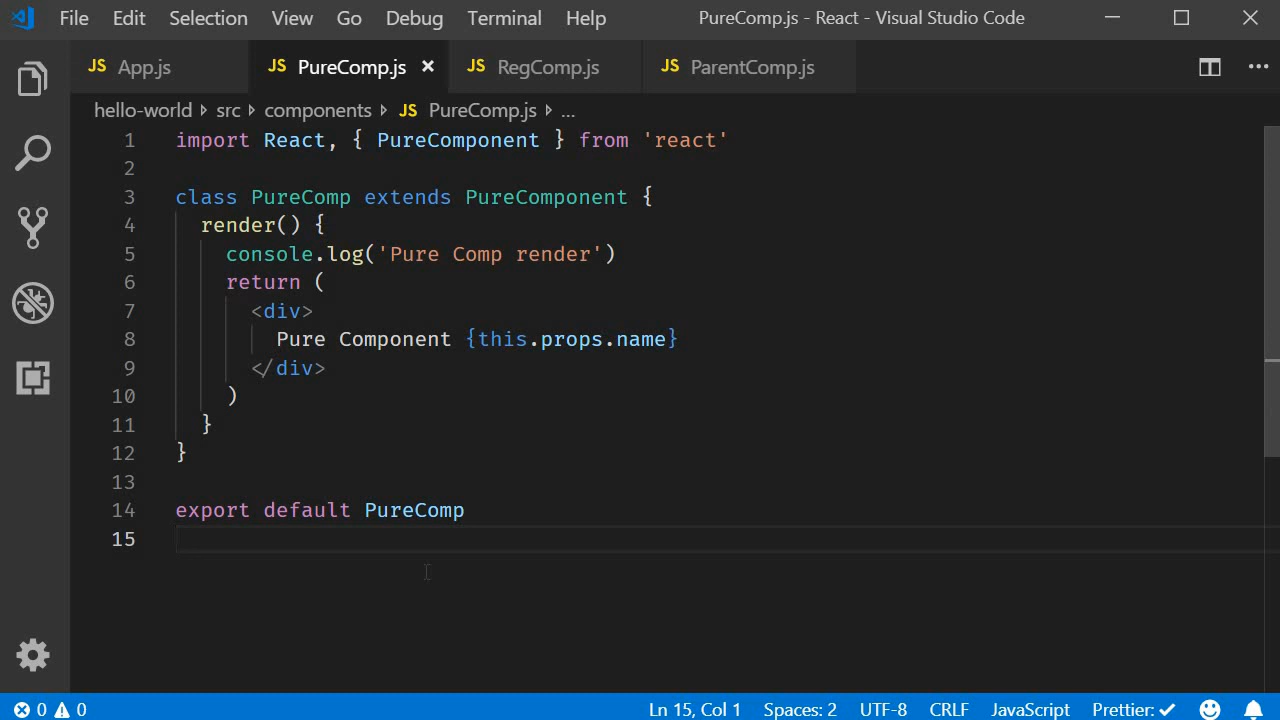 File Edit Selection View Go Debug Terminal Help PureComp.js - React - Visual Studio Code
JS App.js JS PureComp.js JS RegComp.js JS ParentComp.js
hello-world src components JS PureComp.js ...
1 import React, { PureComponent } from 'react'
2
3 class PureComp extends PureComponent {
4 render() {
5 console.log('Pure Comp render')
6 return (
7 <div>
8 Pure Component {this.props.name}
9 </div>
10 )
11 }
12 }
13
14 export default PureComp
15
0 0 Ln 15, Col 1 Spaces: 2 UTF-8 CRLF JavaScript Prettier: ✓